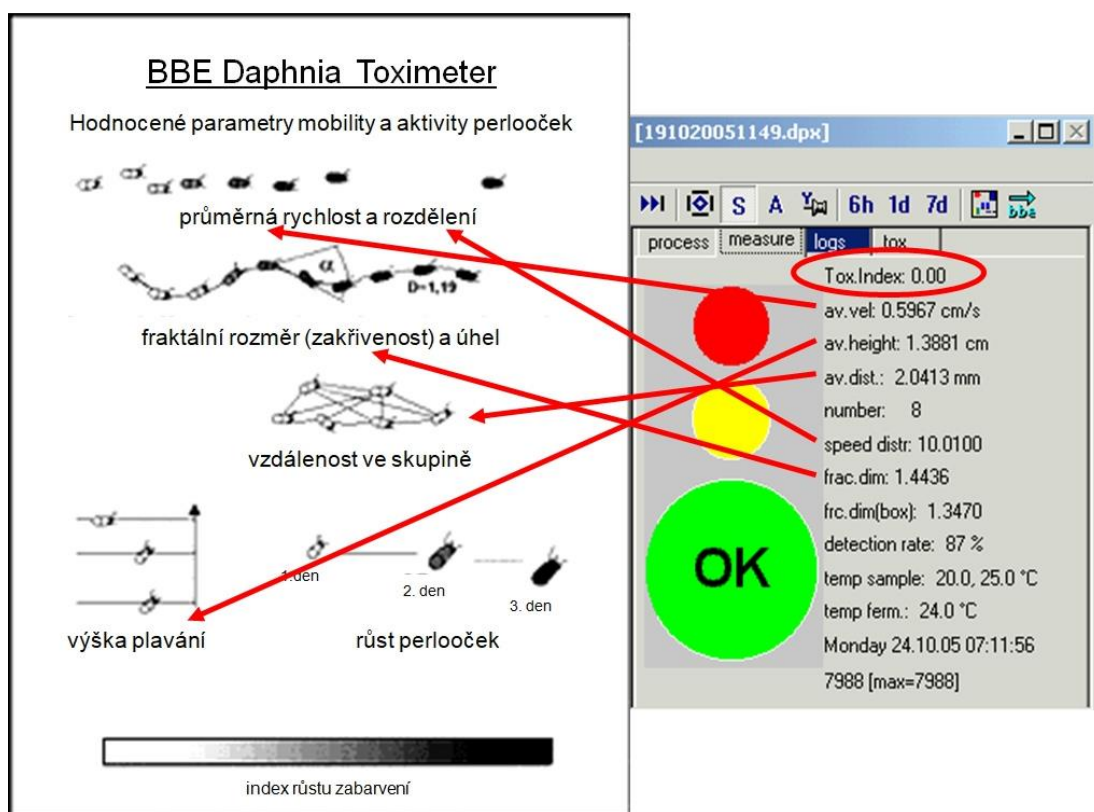 BBE Daphnia Toximeter
Hodnocené parametry mobility a aktivity perlooček
průměrná rychlost a rozdělení
α
D=1,19
fraktální rozměr (zakřivenost) a úhel
vzdálenost ve skupině
1.den
2. den
3. den
výška plavání
růst perlooček
index růstu zabarvení
[191020051149.dpx]
S A 6h 1d 7d bbe
process measure logs tox
Tox.Index: 0.00
av.vel: 0.5967 cm/s
av.height: 1.3881 cm
av.dist.: 2.0413 mm
number: 8
speed distr: 10.0100
frac.dim: 1.4436
frc.dim(box): 1.3470
detection rate: 87 %
temp sample: 20.0, 25.0 °C
temp ferm.: 24.0 °C
Monday 24.10.05 07:11:56
7988 [max=7988]
OK